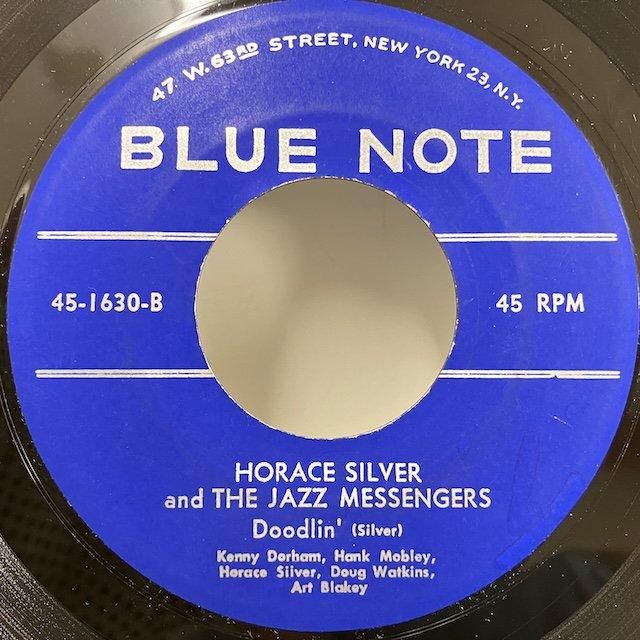 47 W. 63RD STREET, NEW YORK 23, N.Y.
BLUE NOTE
45-1630-B
45 RPM
HORACE SILVER
and THE JAZZ MESSENGERS
Doodlin' (Silver)
Kenny Dorham, Hank Mobley,
Horace Silver, Doug Watkins,
Art Blakey